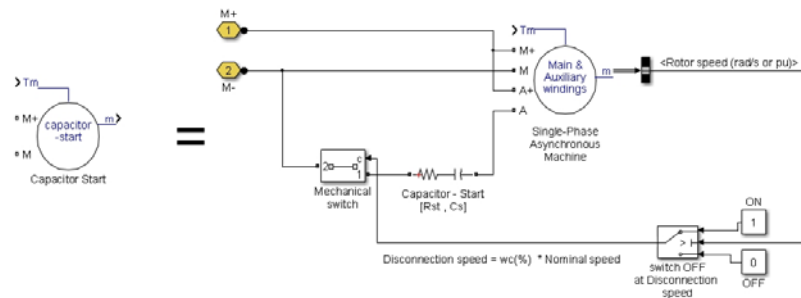 Tm
M+
M
capacitor
-start
m
Capacitor Start
=
M+
1
2
M-
Tm
M+
M
A+
A
Main &
Auxiliary
windings
m
Single-Phase
Asynchronous
Machine
<Rotor speed (rad/s or pu)>
2
c
1
Mechanical
switch
Capacitor - Start
[Rst , Cs]
Disconnection speed = wc(%) * Nominal speed
>
switch OFF
at Disconnection
speed
ON
1
0
OFF